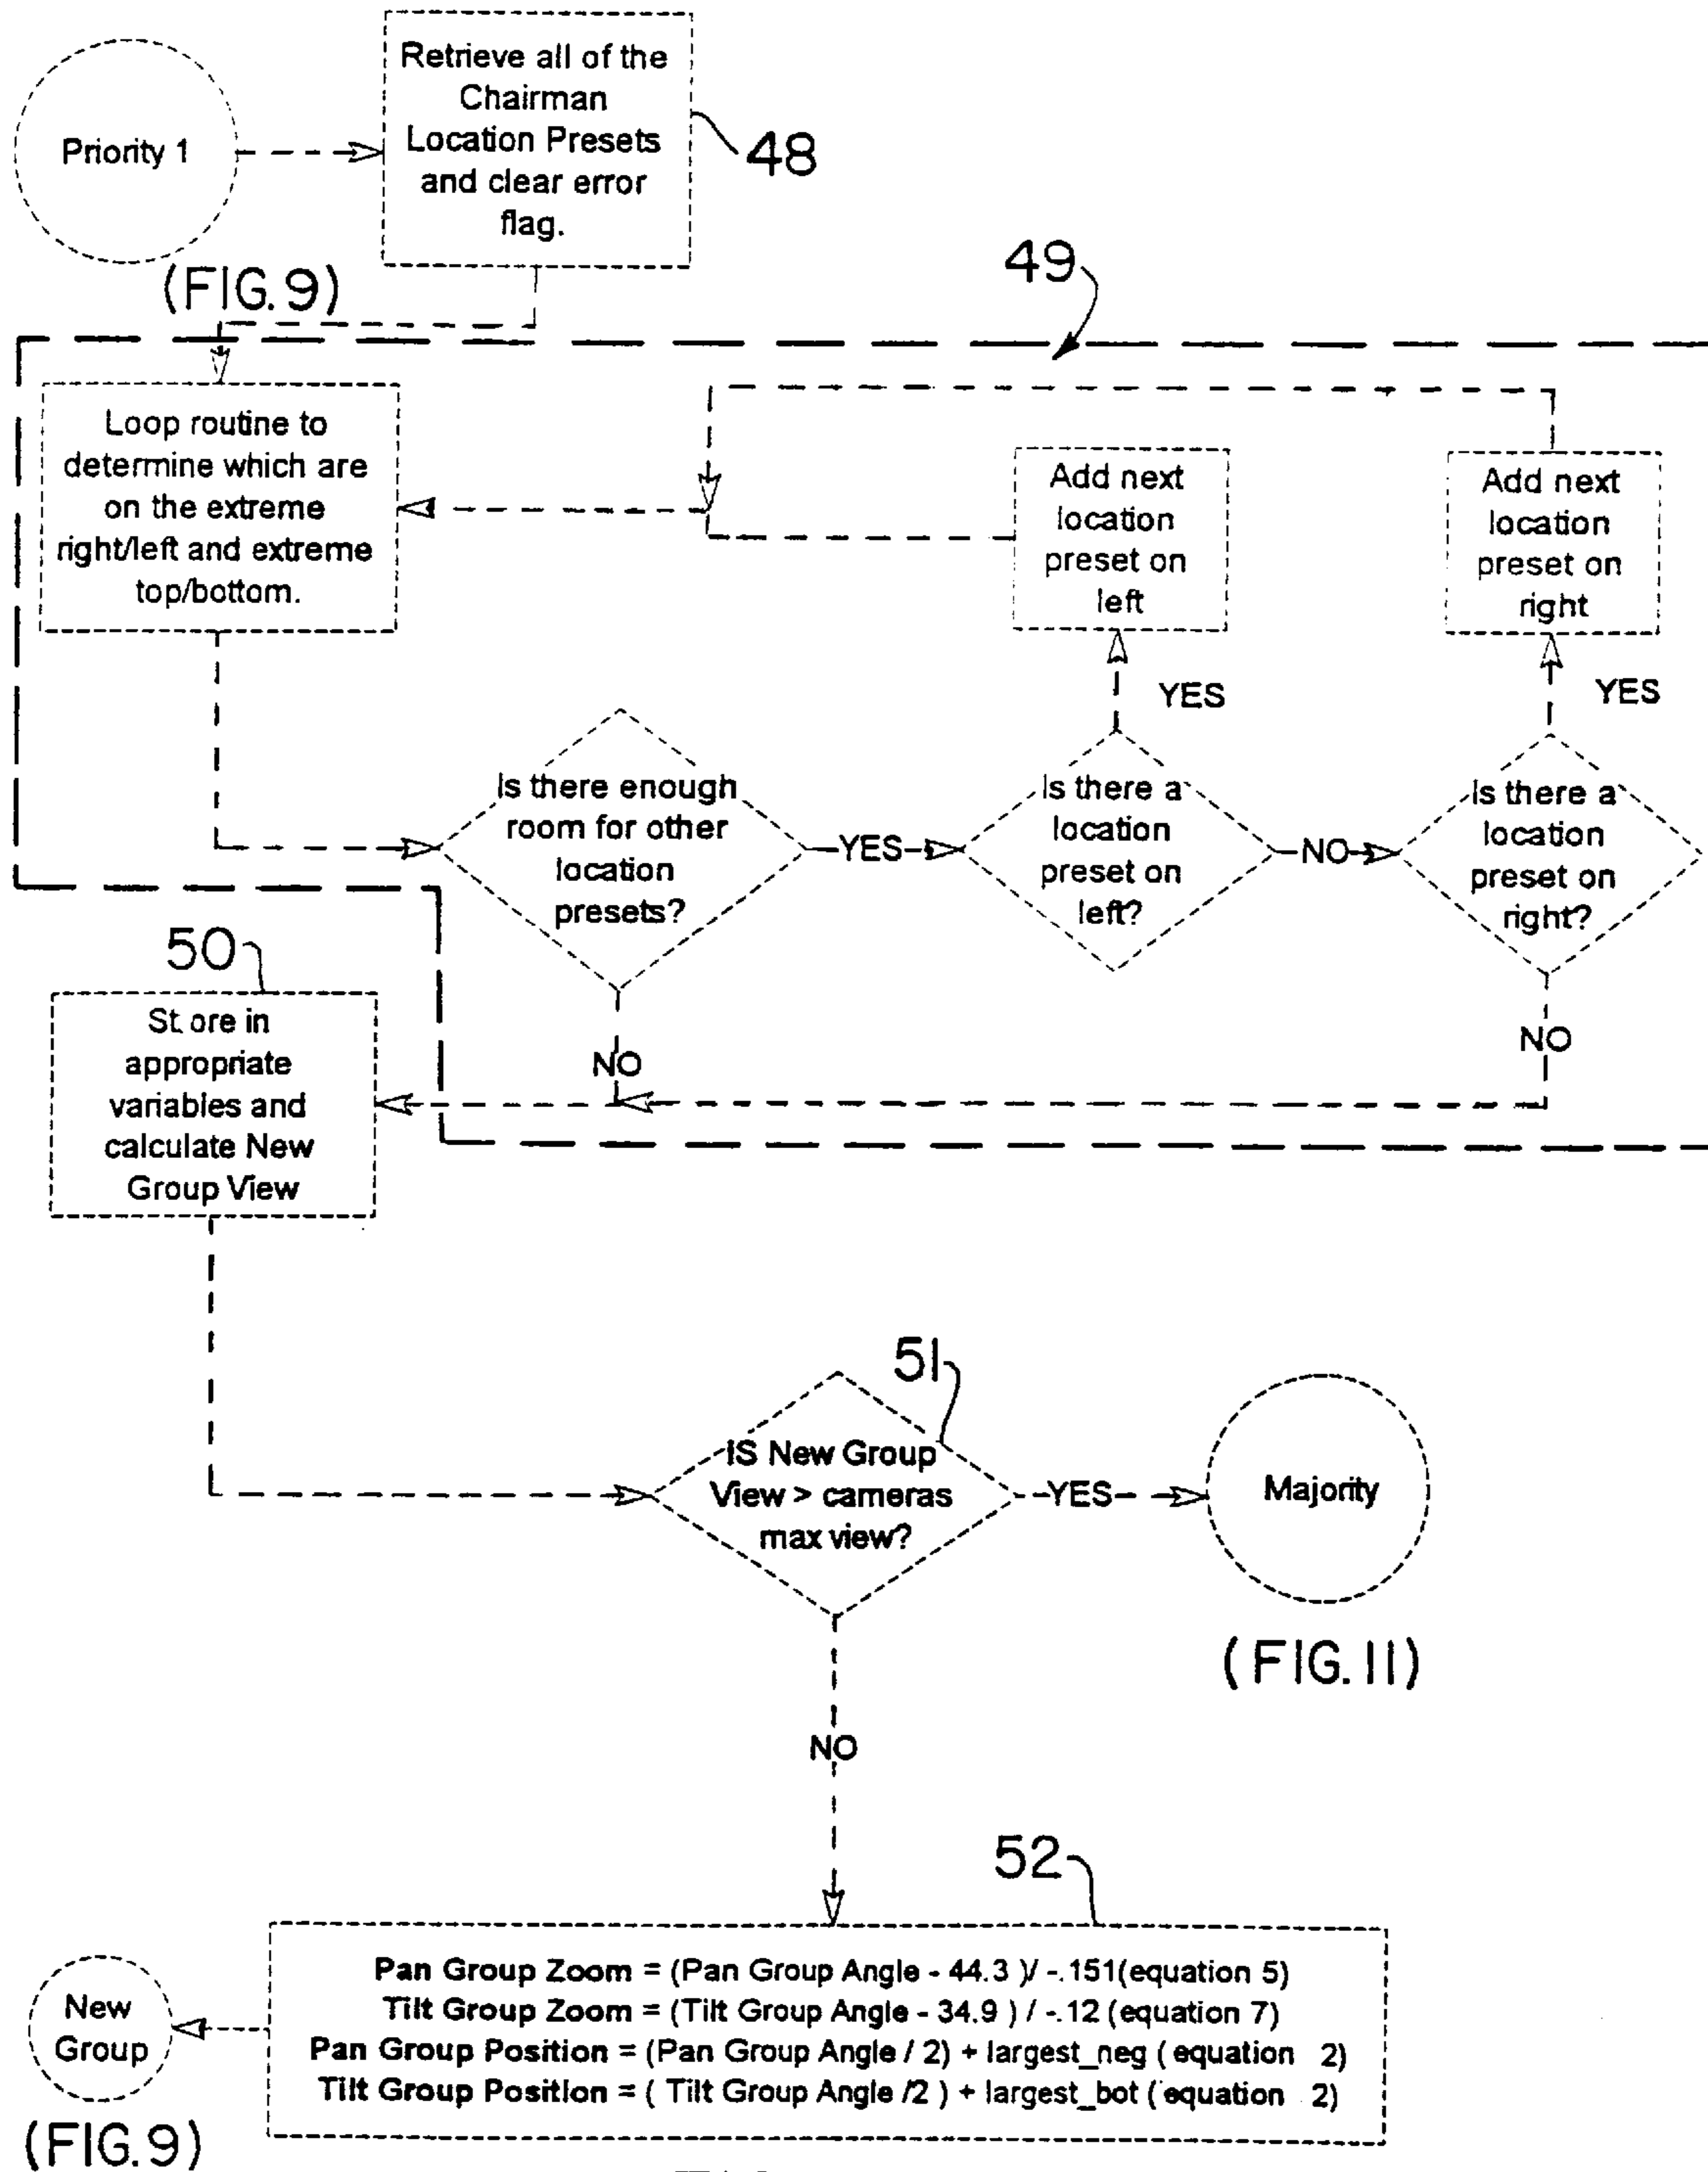 Priority 1
Retrieve all of the
Chairman
Location Presets
and clear error
flag.
48
(FIG. 9)
49
Loop routine to
determine which are
on the extreme
right/left and extreme
top/bottom.
Add next
location
preset on
left
Add next
location
preset on
right
YES
YES
Is there enough
room for other
location
presets?
YES
Is there a
location
preset on
left?
NO
Is there a
location
preset on
right?
NO
NO
50
St.ore in
appropriate
variables and
calculate New
Group View
51
IS New Group
View > cameras
max view?
YES
Majority
(FIG. 11)
NO
52
Pan Group Zoom = (Pan Group Angle - 44.3 )/ -.151(equation 5)
Tilt Group Zoom = (Tilt Group Angle - 34.9 ) / -.12 (equation 7)
Pan Group Position = (Pan Group Angle / 2) + largest_neg ( equation 2)
Tilt Group Position = ( Tilt Group Angle /2 ) + largest_bot ( equation 2)
New
Group
(FIG. 9)